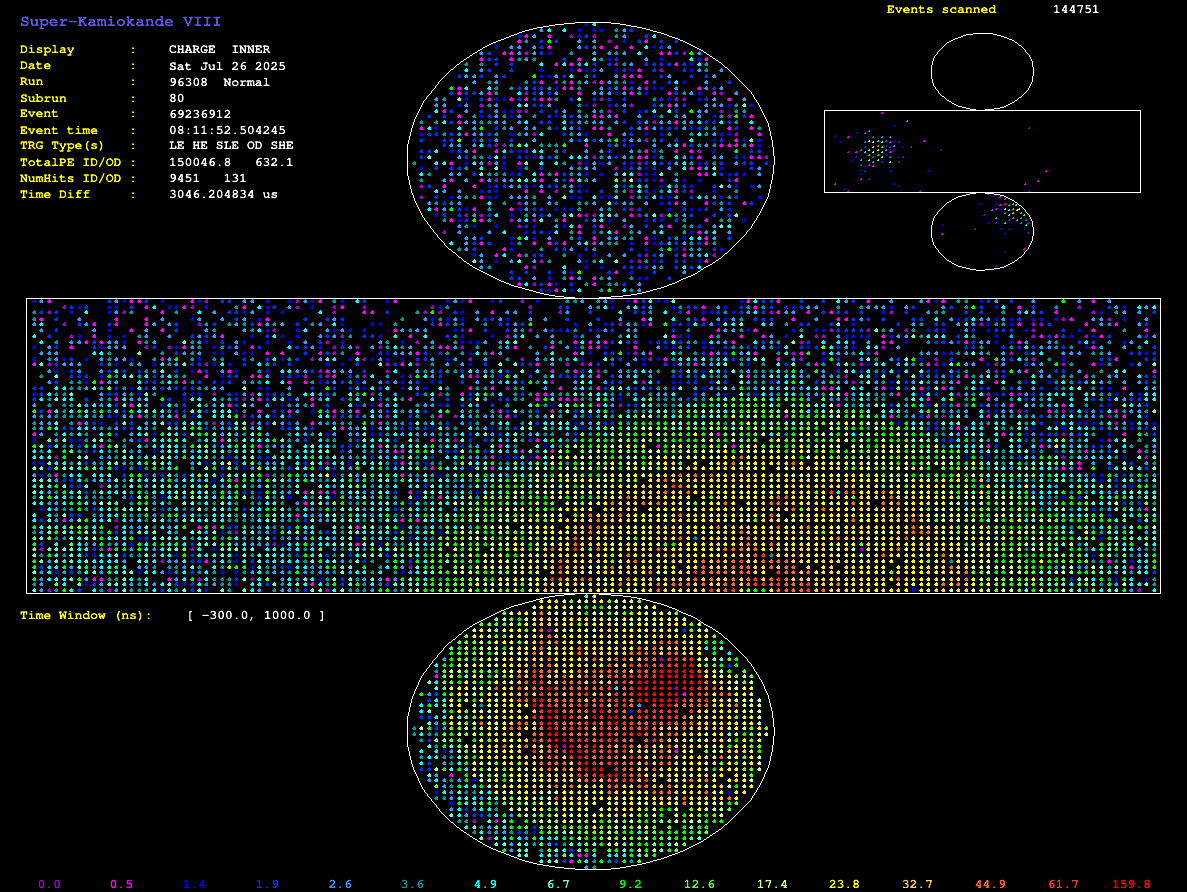 Super-Kamiokande VIII
Events scanned 144751
Display : CHARGE INNER
Date : Sat Jul 26 2025
Run : 96308 Normal
Subrun : 80
Event : 69236912
Event time : 08:11:52.504245
TRG Type(s) : LE HE SLE OD SHE
TotalPE ID/OD : 150046.8 632.1
NumHits ID/OD : 9451 131
Time Diff : 3046.204834 us
Time Window (ns): [ -300.0, 1000.0 ]
0.0 0.5 1.4 1.9 2.6 3.6 4.9 6.7 9.2 12.6 17.4 23.8 32.7 44.9 61.7 159.8